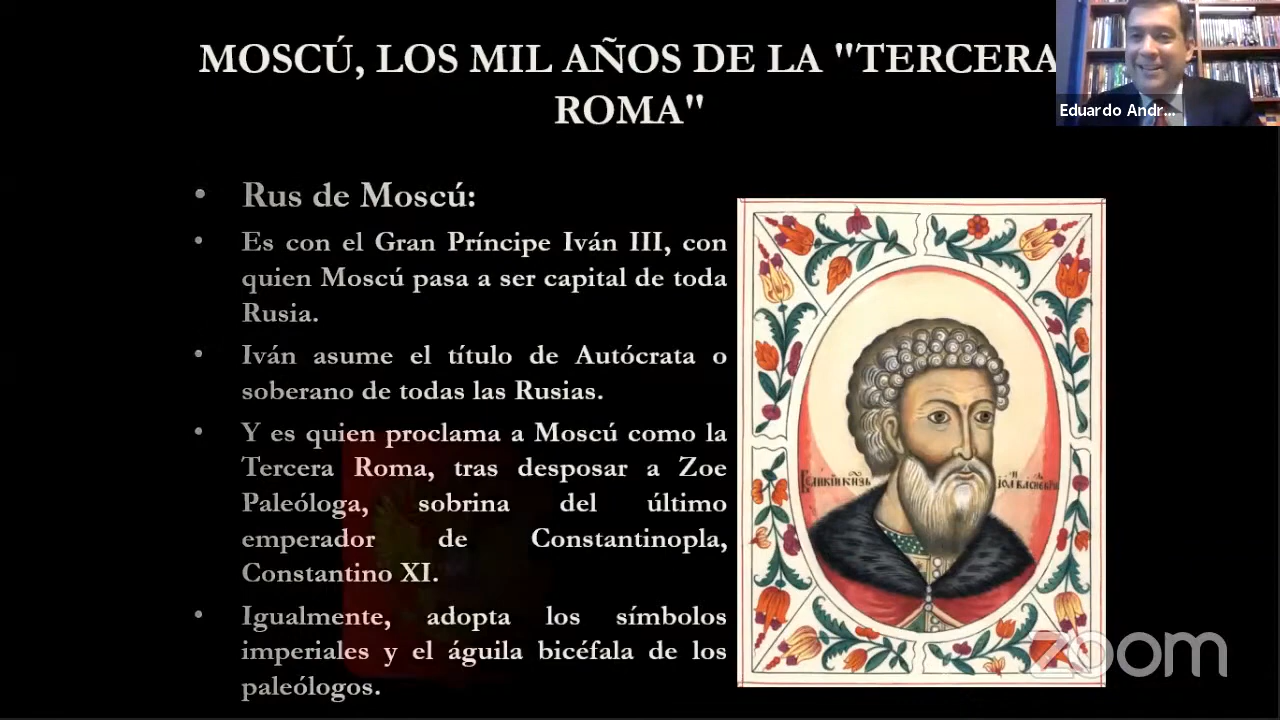 MOSCÚ, LOS MIL AÑOS DE LA "TERCERA
ROMA"
Eduardo Andr...
• Rus de Moscú:
• Es con el Gran Príncipe Iván III, con
quien Moscú pasa a ser capital de toda
Rusia.
• Iván asume el título de Autócrata o
soberano de todas las Rusias.
• Y es quien proclama a Moscú como la
Tercera Roma, tras desposar a Zoe
Paleóloga, sobrina del último
emperador de Constantinopla,
Constantino XI.
• Igualmente, adopta los símbolos
imperiales y el águila bicéfala de los
paleólogos.
zoom